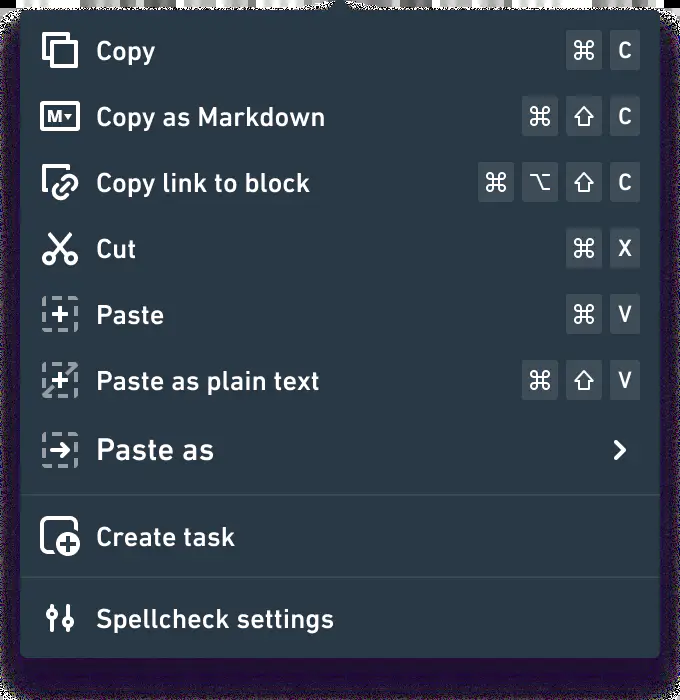 Copy ⌘ C
M Copy as Markdown ⌘ ⇧ C
Copy link to block ⌘ ⌥ ⇧ C
Cut ⌘ X
Paste ⌘ V
Paste as plain text ⌘ ⇧ V
Paste as
Create task
Spellcheck settings